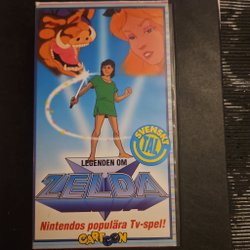 SVENSKT
TAL
LEGENDEN OM
ZELDA
Nintendos populära Tv-spel!
CARTOON